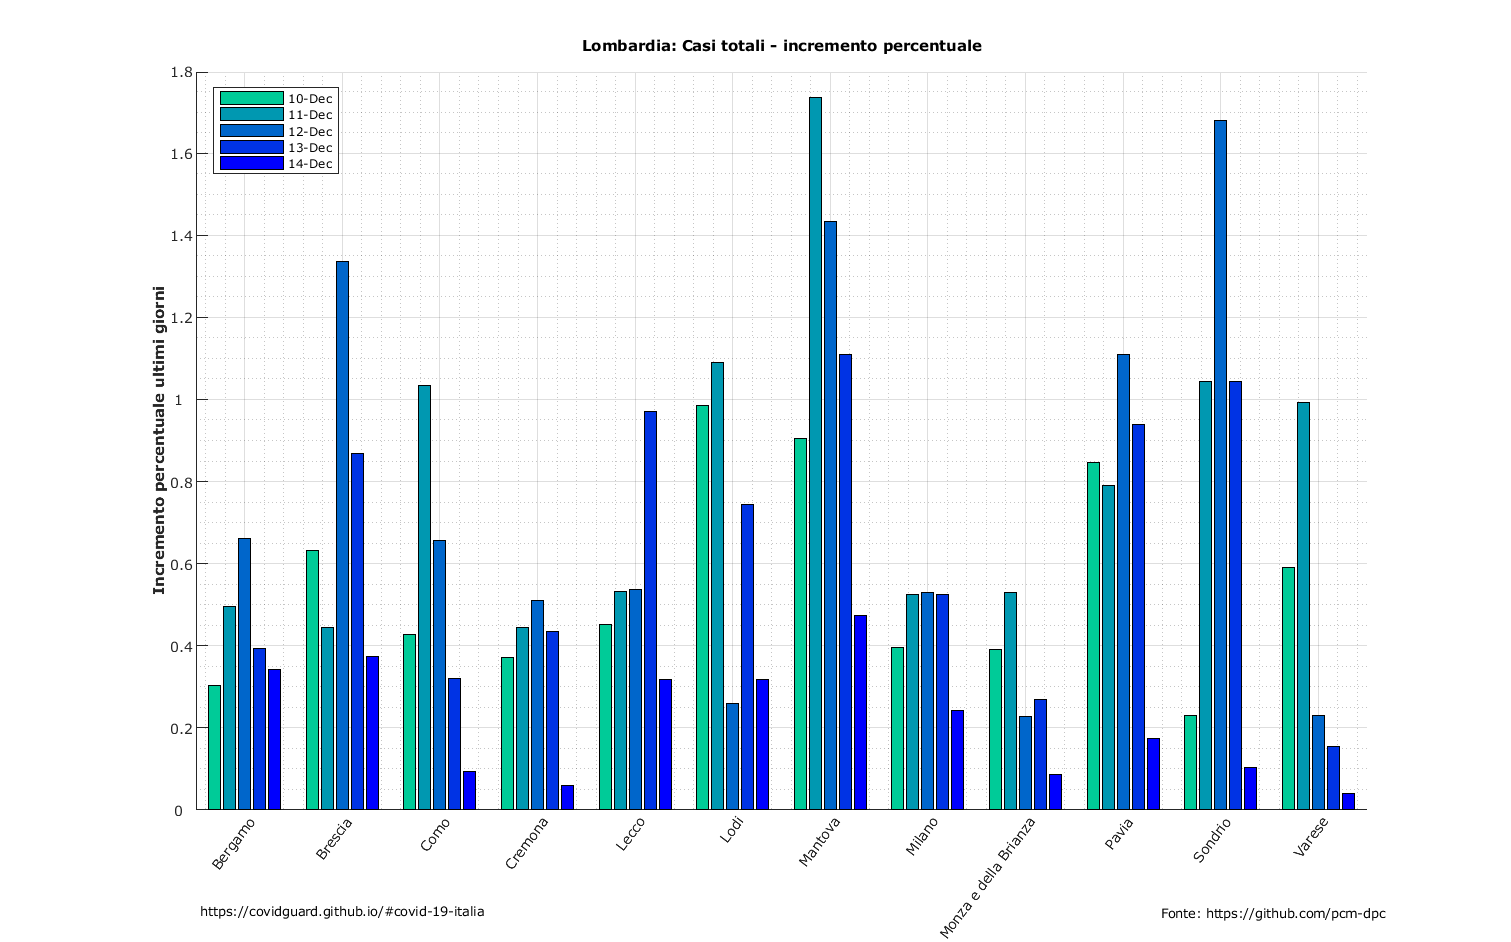 Lombardia: Casi totali - incremento percentuale
Incremento percentuale ultimi giorni
1.8
1.6
1.4
1.2
1
0.8
0.6
0.4
0.2
0
10-Dec
11-Dec
12-Dec
13-Dec
14-Dec
Bergamo
Brescia
Como
Cremona
Lecco
Lodi
Mantova
Milano
Monza e della Brianza
Pavia
Sondrio
Varese
https://covidguard.github.io/#covid-19-italia
Fonte: https://github.com/pcm-dpc